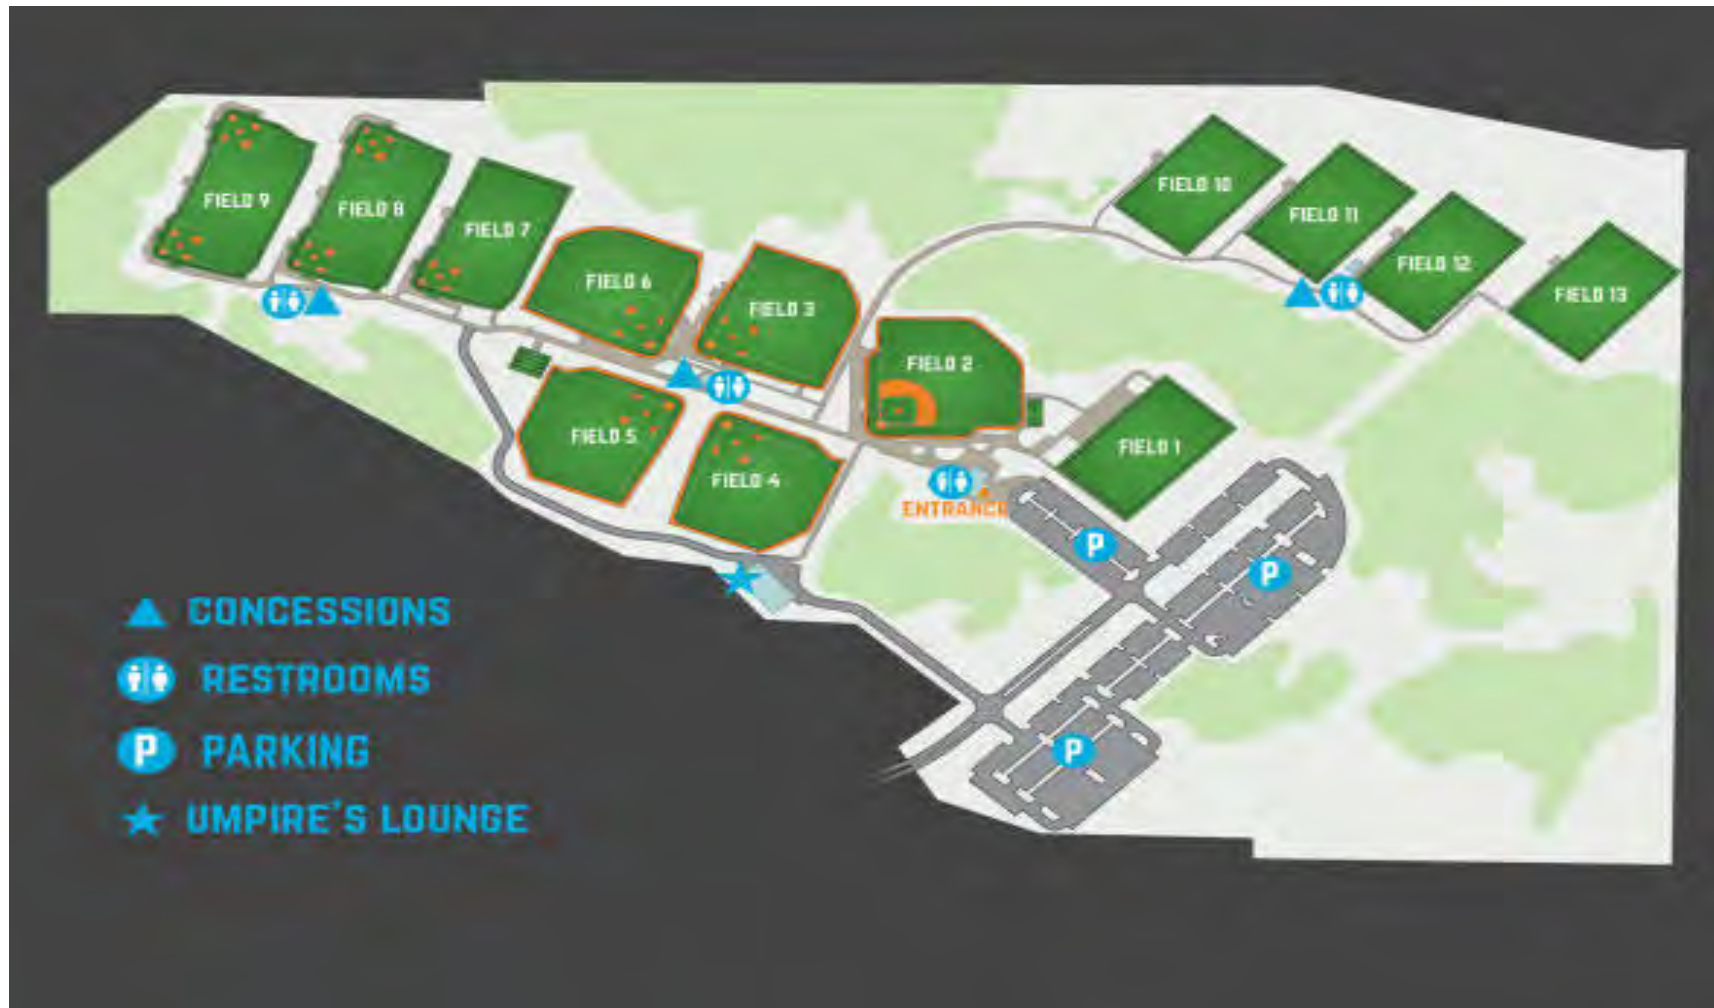 FIELD 9
FIELD 8
FIELD 7
FIELD 6
FIELD 3
FIELD 2
FIELD 5
FIELD 4
FIELD 1
FIELD 10
FIELD 11
FIELD 12
FIELD 13
ENTRANCE
P
P
P
CONCESSIONS
RESTROOMS
P PARKING
UMPIRE'S LOUNGE